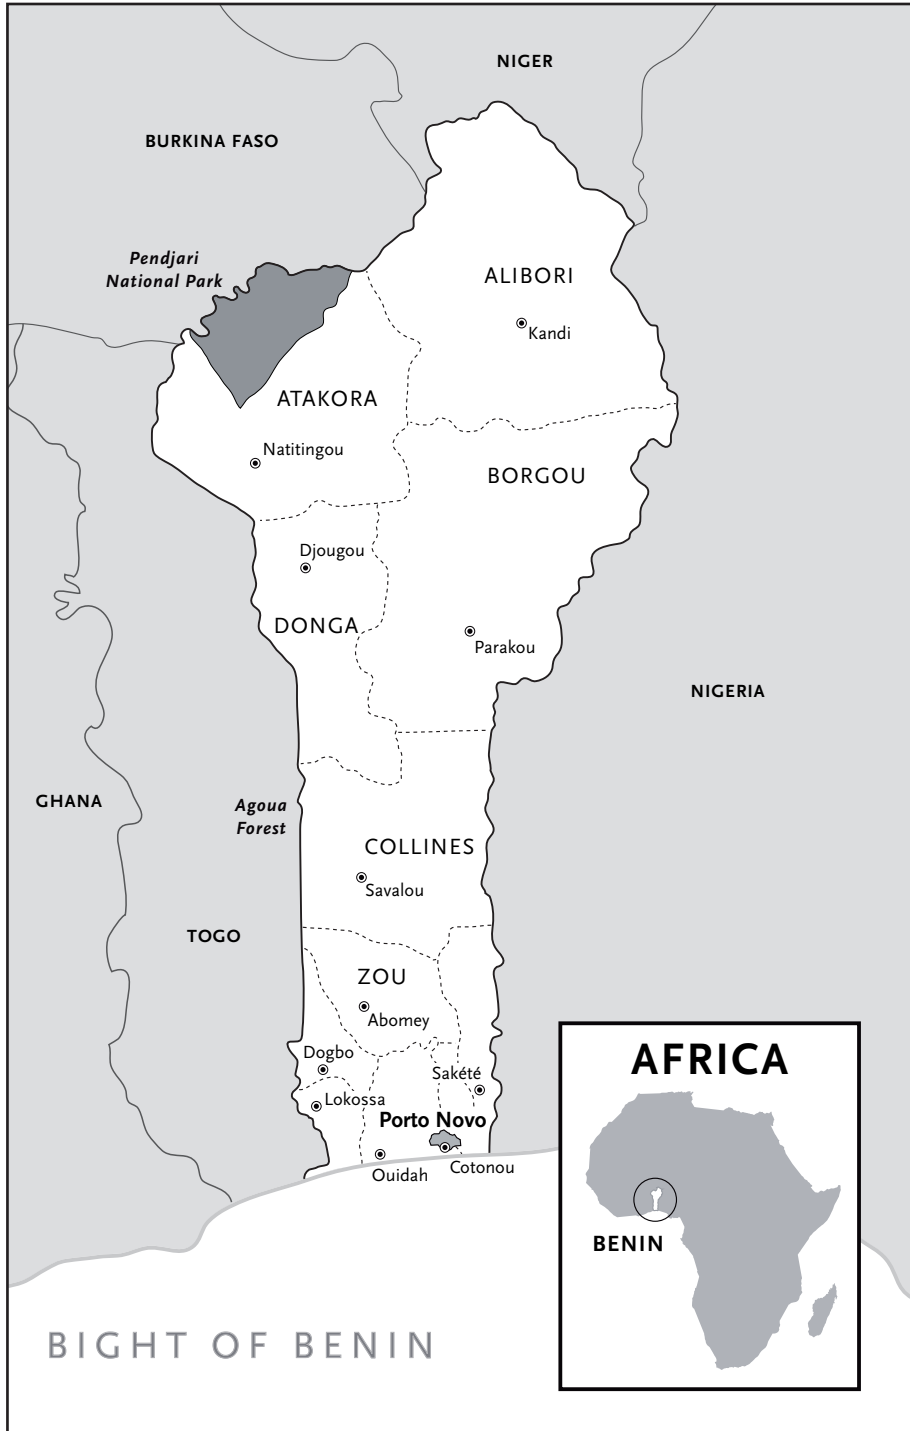 NIGER
BURKINA FASO
Pendjari
National Park
ALIBORI
Kandi
ATAKORA
Natitingou
BORGOU
Djougou
DONGA
Parakou
NIGERIA
GHANA
Agoua
Forest
COLLINES
Savalou
TOGO
ZOU
Abomey
Dogbo
Sakété
Lokossa
Porto Novo
Cotonou
Ouidah
AFRICA
BENIN
BIGHT OF BENIN